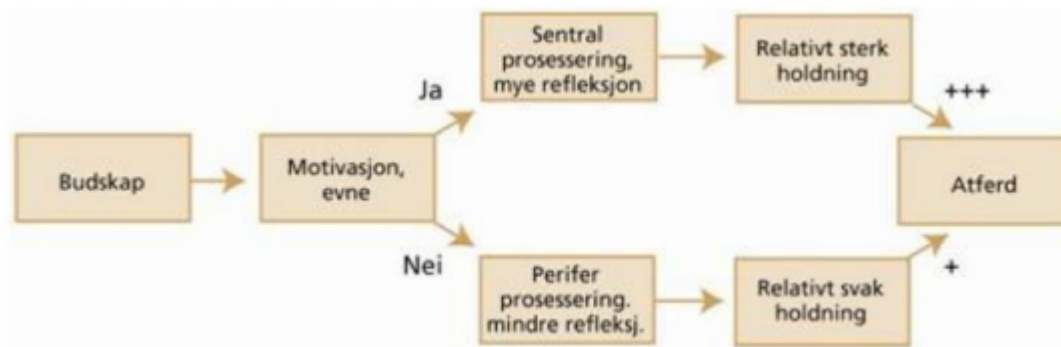 Budskap
Motivasjon,
evne
Ja
Sentral
prosessering,
mye refleksjon
Relativt sterk
holdning
+++
Nei
Perifer
prosessering.
mindre refleksj.
Relativt svak
holdning
+
Atferd